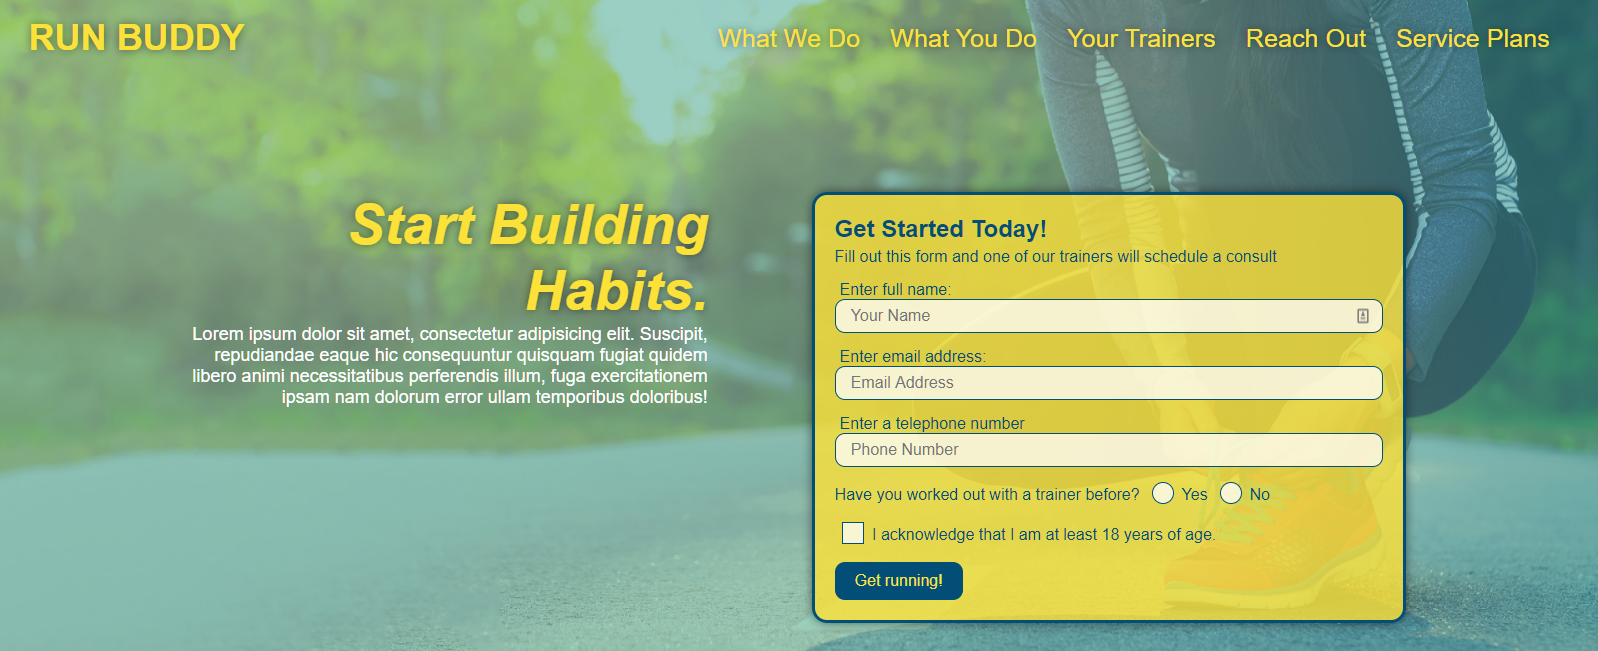 RUN BUDDY
What We Do What You Do Your Trainers Reach Out Service Plans
Start Building
Habits.
Lorem ipsum dolor sit amet, consectetur adipisicing elit. Suscipit,
repudiandae eaque hic consequuntur quisquam fugiat quidem
libero animi necessitatibus perferendis illum, fuga exercitationem
ipsam nam dolorum error ullam temporibus doloribus!
Get Started Today!
Fill out this form and one of our trainers will schedule a consult
Enter full name:
Your Name
Enter email address:
Email Address
Enter a telephone number
Phone Number
Have you worked out with a trainer before? Yes No
I acknowledge that I am at least 18 years of age.
Get running!